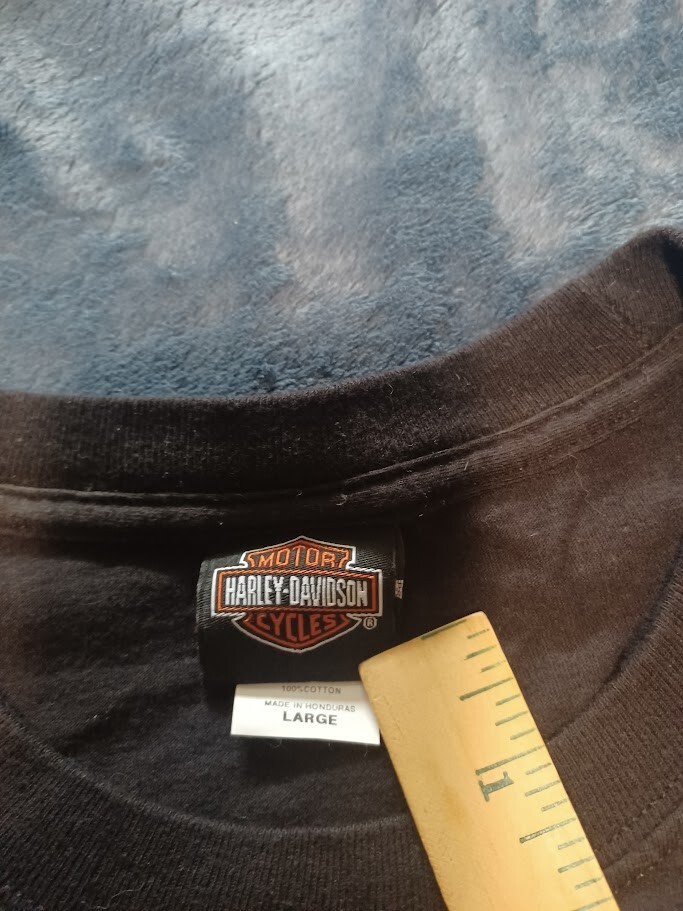 MOTOR
HARLEY-DAVIDSON
CYCLES
®
100% COTTON
MADE IN HONDURAS
LARGE
1